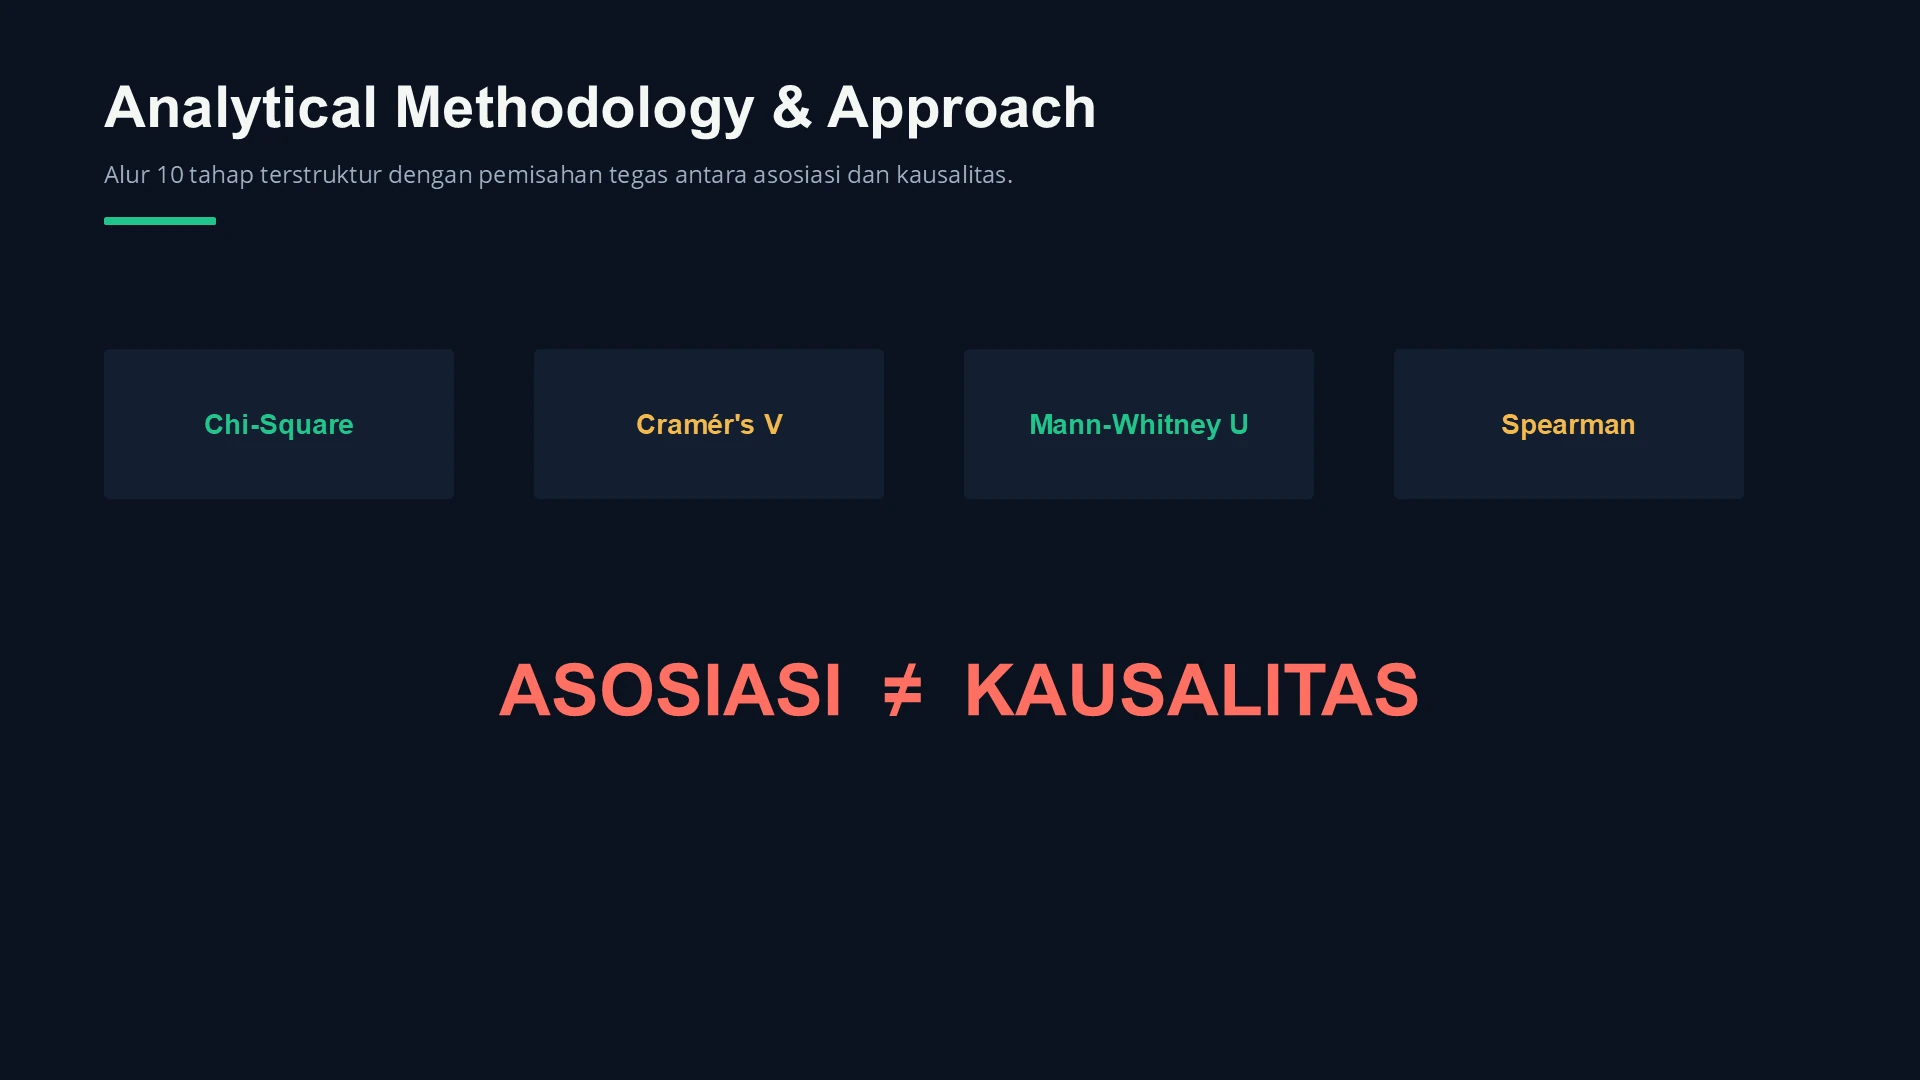 Analytical Methodology & Approach
Alur 10 tahap terstruktur dengan pemisahan tegas antara asosiasi dan kausalitas.
Chi-Square
Cramér's V
Mann-Whitney U
Spearman
ASOSIASI ≠ KAUSALITAS